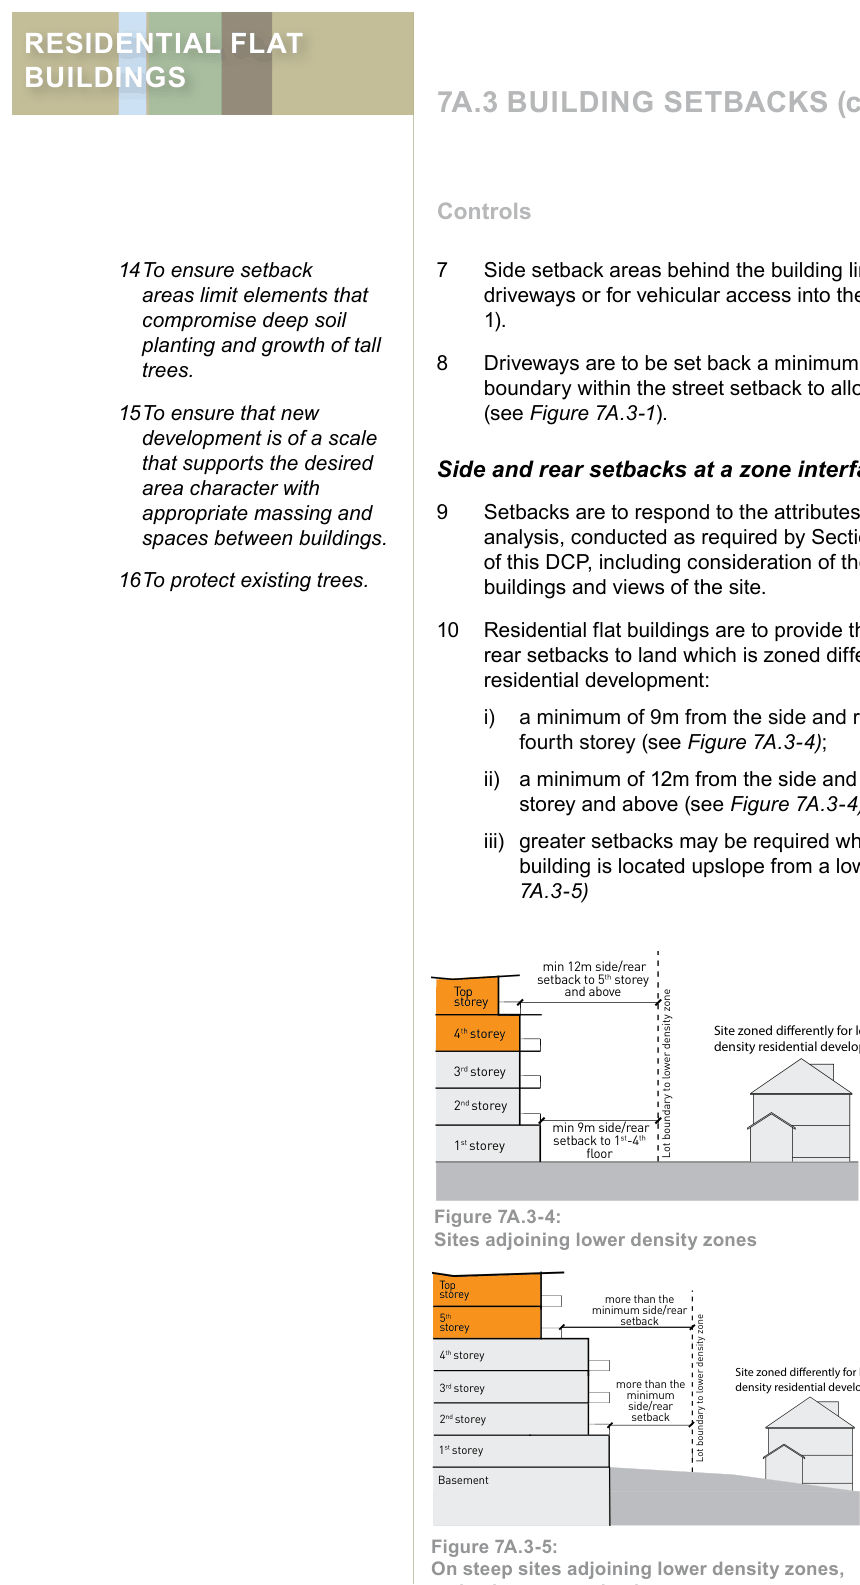 RESIDENTIAL FLAT
BUILDINGS
7A.3 BUILDING SETBACKS (c
Controls
14 To ensure setback
areas limit elements that
compromise deep soil
planting and growth of tall
trees.
15 To ensure that new
development is of a scale
that supports the desired
area character with
appropriate massing and
spaces between buildings.
16 To protect existing trees.
7 Side setback areas behind the building
driveways or for vehicular access into the
1).
8 Driveways are to be set back a minimum
boundary within the street setback to
(see Figure 7A.3-1).
Side and rear setbacks at a zone
9 Setbacks are to respond to the attributes
analysis, conducted as required by
of this DCP, including consideration of
buildings and views of the site.
10 Residential flat buildings are to provide
rear setbacks to land which is zoned
residential development:
i) a minimum of 9m from the side and
fourth storey (see Figure 7A.3-4);
ii) a minimum of 12m from the side and
storey and above (see Figure 7A.3-4)
iii) greater setbacks may be required
building is located upslope from a
7A.3-5)
min 12m side/rear
setback to 5th storey
and above
Top
storey
4th storey
3rd storey
2nd storey
1st storey
min 9m side/rear
setback to 1st-4th
floor
Lot boundary to lower density zone
Site zoned differently for
density residential
Figure 7A.3-4:
Sites adjoining lower density zones
Top
storey
5th
storey
4th storey
3rd storey
2nd storey
1st storey
Basement
more than the
minimum side/rear
setback
more than the
minimum
side/rear
setback
Lot boundary to lower density zone
Site zoned differently for
density residential
Figure 7A.3-5:
On steep sites adjoining lower density zones,